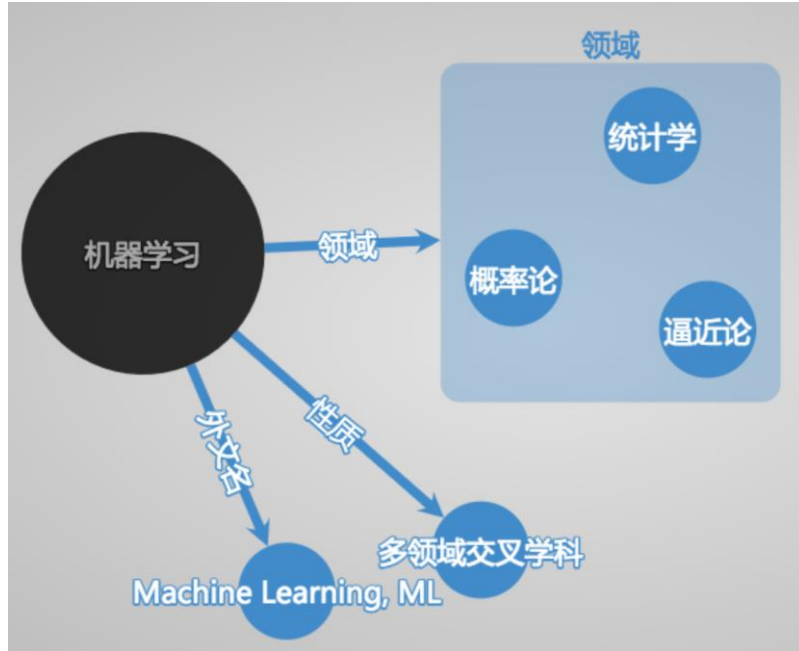 领域
统计学
机器学习
领域
概率论
逼近论
外文名
性质
多领域交叉学科
Machine Learning, ML